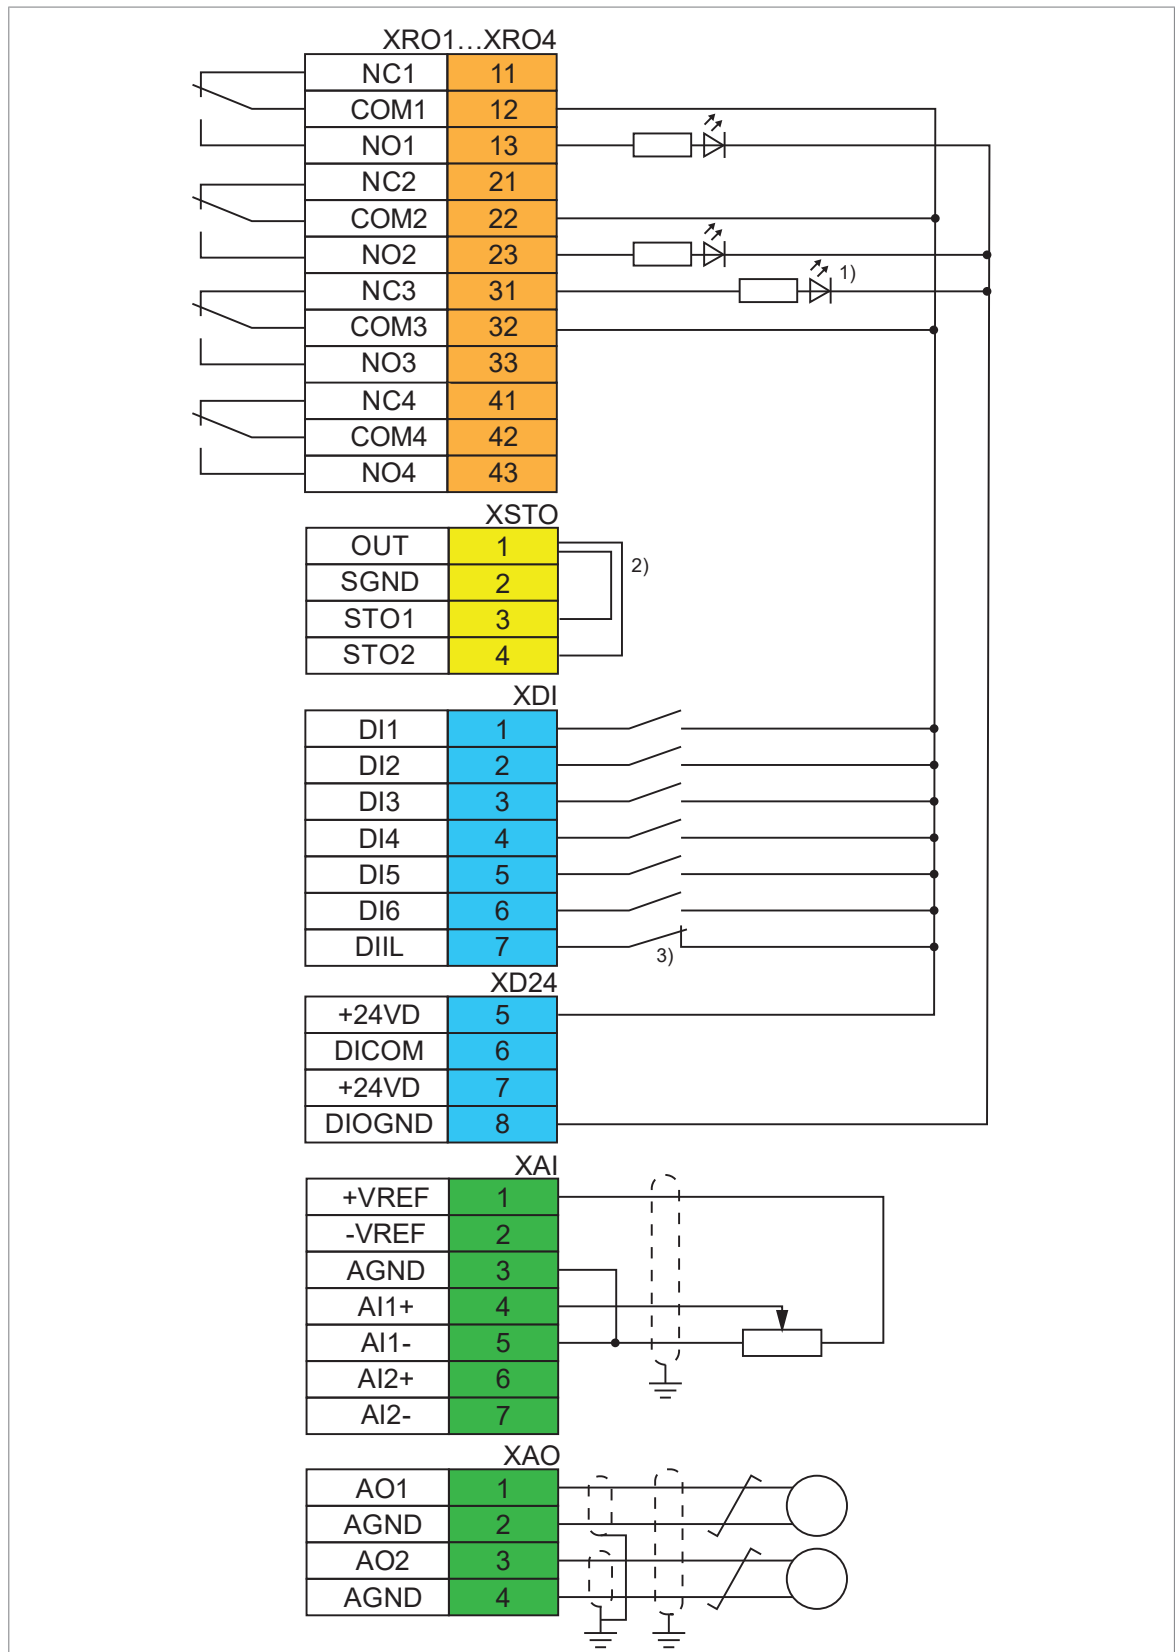 XRO1...XRO4
NC1 11
COM1 12
NO1 13
NC2 21
COM2 22
NO2 23
NC3 31 1)
COM3 32
NO3 33
NC4 41
COM4 42
NO4 43
XSTO
OUT 1 2)
SGND 2
STO1 3
STO2 4
XDI
DI1 1
DI2 2
DI3 3
DI4 4
DI5 5
DI6 6
DIIL 7 3)
XD24
+24VD 5
DICOM 6
+24VD 7
DIOGND 8
XAI
+VREF 1
-VREF 2
AGND 3
AI1+ 4
AI1- 5
AI2+ 6
AI2- 7
XAO
AO1 1
AGND 2
AO2 3
AGND 4